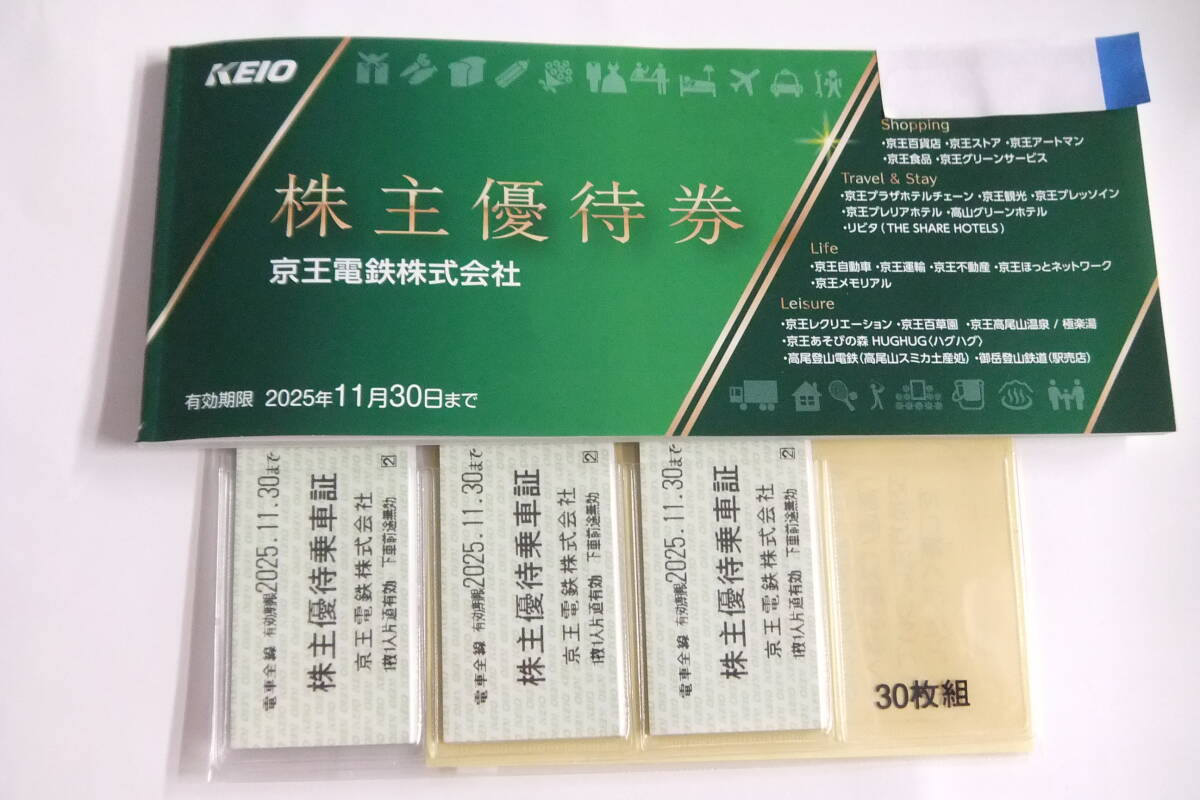 KEIO
株主優待券
京王電鉄株式会社
有効期限 2025年11月30日まで
Shopping
・京王百貨店 ・京王ストア ・京王アートマン
・京王食品 ・京王グリーンサービス
Travel & Stay
・京王プラザホテルチェーン ・京王観光 ・京王プレッソイン
・京王プレリアホテル ・高山グリーンホテル
・リビタ(THE SHARE HOTELS)
Life
・京王自動車 ・京王運輸 ・京王不動産 ・京王ほっとネットワーク
・京王メモリアル
Leisure
・京王レクリエーション ・京王百草園 ・京王高尾山温泉 / 極楽湯
・京王あそびの森 HUGHUG〈ハグハグ〉
・高尾登山電鉄(高尾山スミカ土産処) ・御岳登山鉄道(駅売店)
電車全線 有効期限2025.11.30まで
株主優待乗車証 2
京王電鉄株式会社
1枚1人片道有効 下車前途無効
電車全線 有効期限2025.11.30まで
株主優待乗車証 2
京王電鉄株式会社
1枚1人片道有効 下車前途無効
電車全線 有効期限2025.11.30まで
株主優待乗車証 2
京王電鉄株式会社
1枚1人片道有効 下車前途無効
30枚組